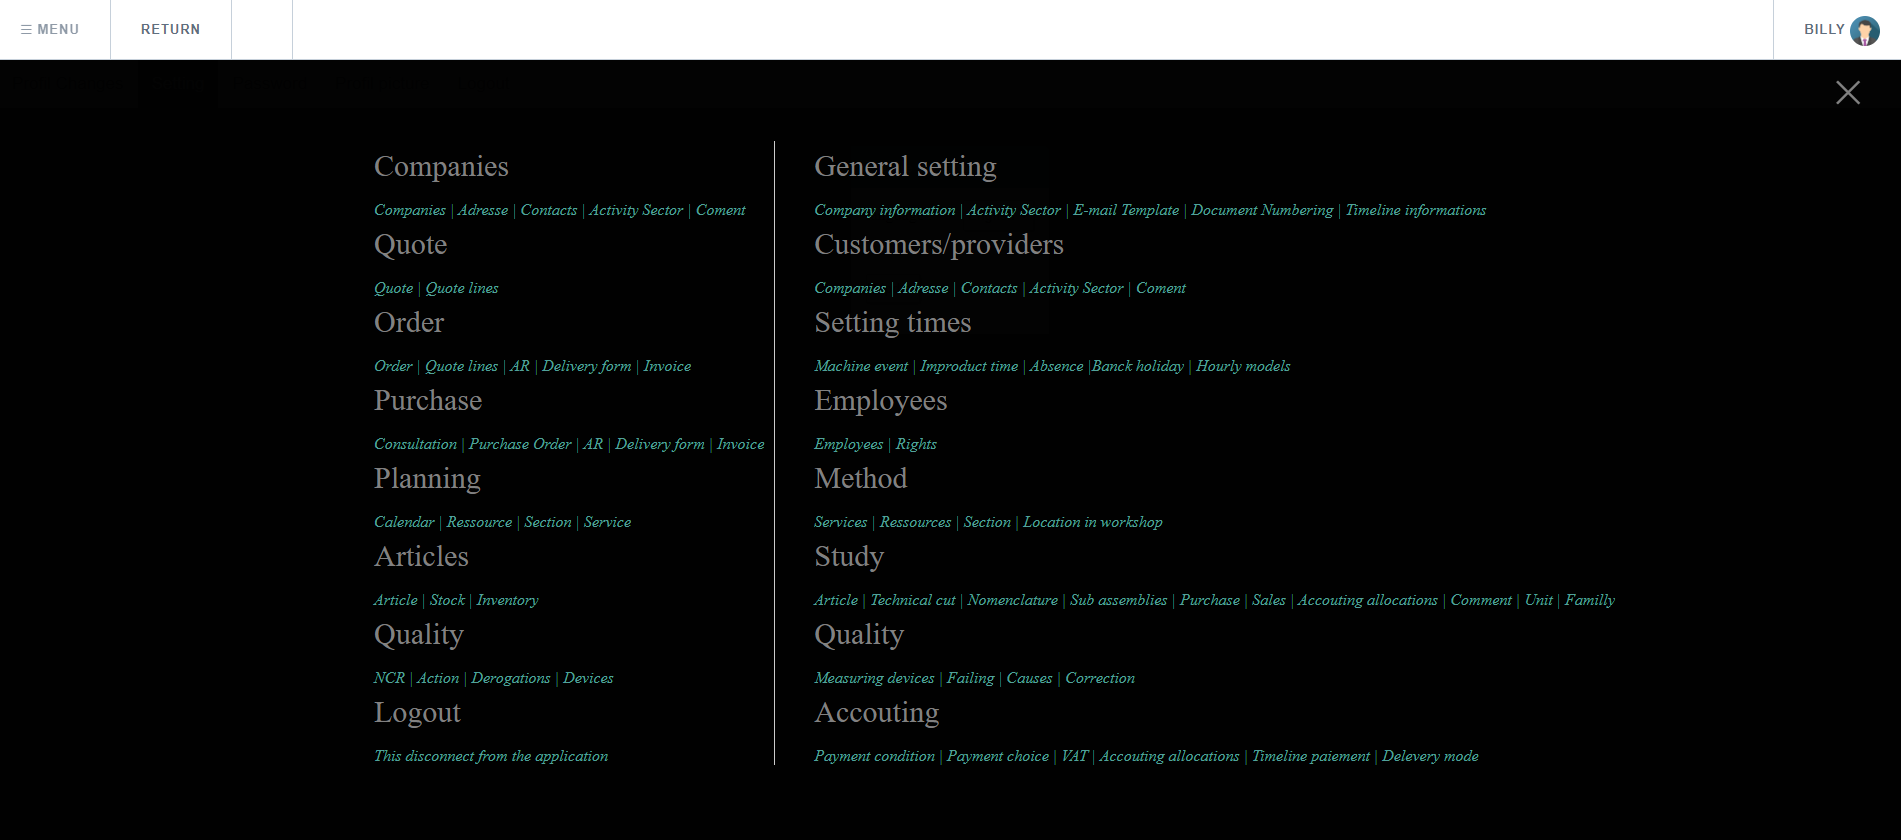 ☰ MENU
RETURN
BILLY
Companies
Companies | Adresse | Contacts | Activity Sector | Coment
Quote
Quote | Quote lines
Order
Order | Quote lines | AR | Delivery form | Invoice
Purchase
Consultation | Purchase Order | AR | Delivery form | Invoice
Planning
Calendar | Ressource | Section | Service
Articles
Article | Stock | Inventory
Quality
NCR | Action | Derogations | Devices
Logout
This disconnect from the application
General setting
Company information | Activity Sector | E-mail Template | Document Numbering | Timeline informations
Customers/providers
Companies | Adresse | Contacts | Activity Sector | Coment
Setting times
Machine event | Improduct time | Absence |Banck holiday | Hourly models
Employees
Employees | Rights
Method
Services | Ressources | Section | Location in workshop
Study
Article | Technical cut | Nomenclature | Sub assemblies | Purchase | Sales | Accouting allocations | Comment | Unit | Familly
Quality
Measuring devices | Failing | Causes | Correction
Accouting
Payment condition | Payment choice | VAT | Accouting allocations | Timeline paiement | Delevery mode